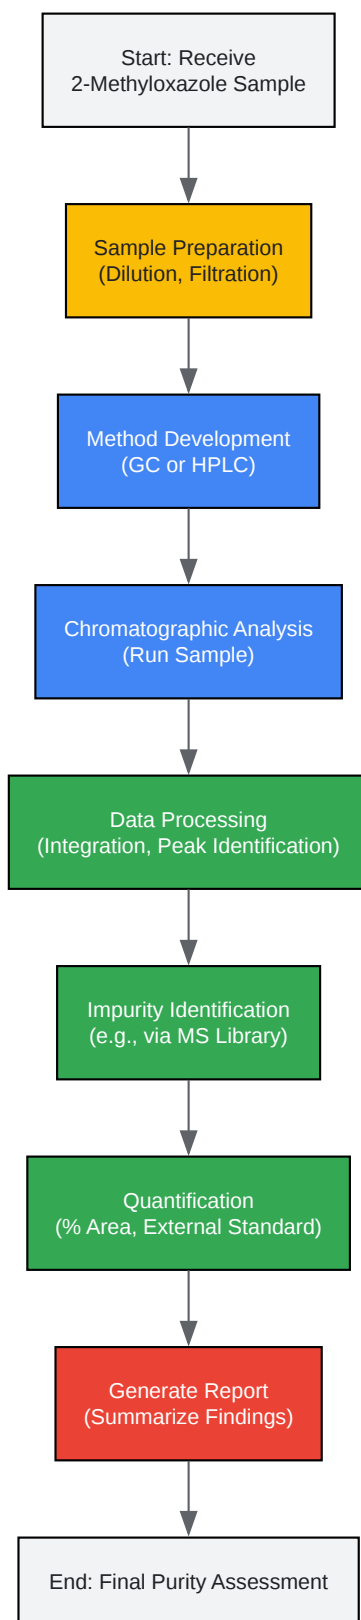 Start: Receive
2-Methyloxazole Sample
Sample Preparation
(Dilution, Filtration)
Method Development
(GC or HPLC)
Chromatographic Analysis
(Run Sample)
Data Processing
(Integration, Peak Identification)
Impurity Identification
(e.g., via MS Library)
Quantification
(% Area, External Standard)
Generate Report
(Summarize Findings)
End: Final Purity Assessment